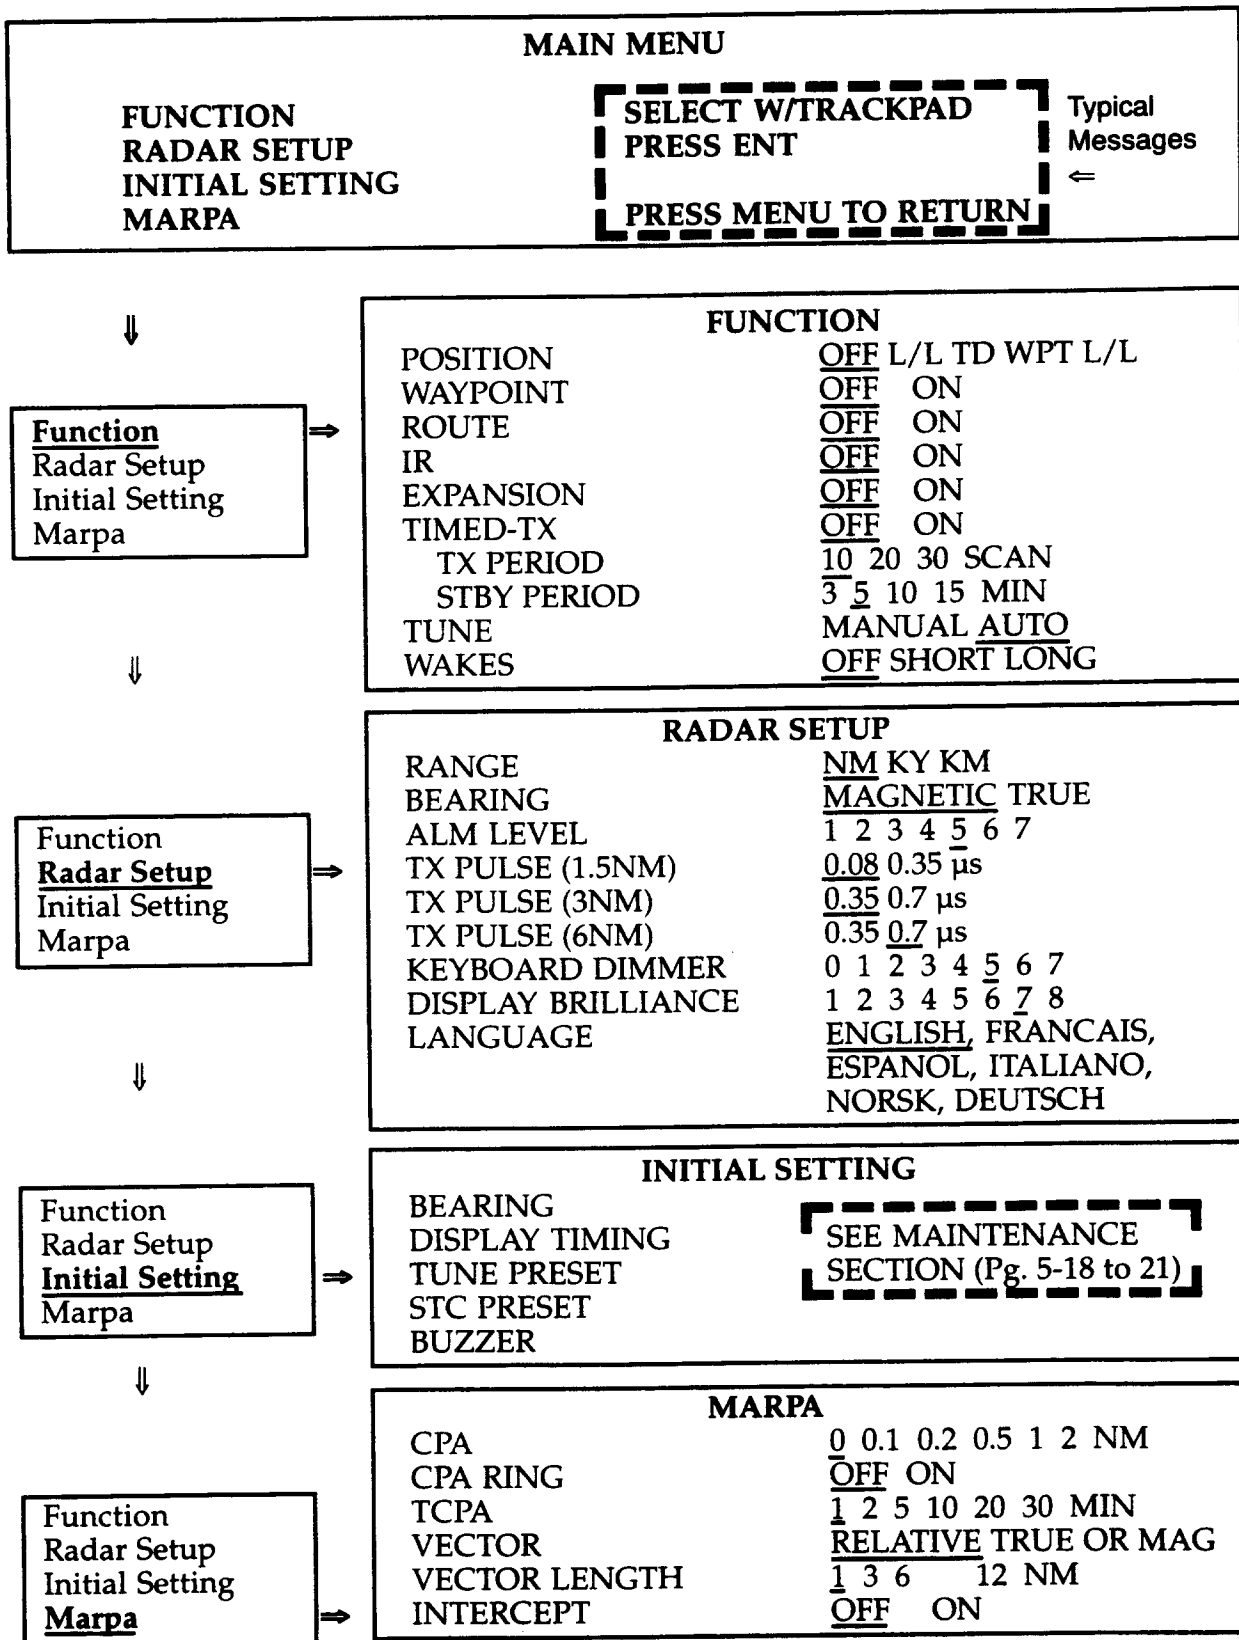 MAIN MENU
FUNCTION SELECT W/TRACKPAD Typical
RADAR SETUP PRESS ENT Messages
INITIAL SETTING ⇐
MARPA PRESS MENU TO RETURN
⇓
FUNCTION
POSITION OFF L/L TD WPT L/L
WAYPOINT OFF ON
Function ⇒ ROUTE OFF ON
Radar Setup IR OFF ON
Initial Setting EXPANSION OFF ON
Marpa TIMED-TX OFF ON
TX PERIOD 10 20 30 SCAN
STBY PERIOD 3 5 10 15 MIN
TUNE MANUAL AUTO
⇓ WAKES OFF SHORT LONG
RADAR SETUP
RANGE NM KY KM
BEARING MAGNETIC TRUE
Function ALM LEVEL 1 2 3 4 5 6 7
Radar Setup ⇒ TX PULSE (1.5NM) 0.08 0.35 µs
Initial Setting TX PULSE (3NM) 0.35 0.7 µs
Marpa TX PULSE (6NM) 0.35 0.7 µs
KEYBOARD DIMMER 0 1 2 3 4 5 6 7
DISPLAY BRILLIANCE 1 2 3 4 5 6 7 8
LANGUAGE ENGLISH, FRANCAIS,
⇓ ESPANOL, ITALIANO,
NORSK, DEUTSCH
INITIAL SETTING
Function BEARING
Radar Setup DISPLAY TIMING SEE MAINTENANCE
Initial Setting ⇒ TUNE PRESET SECTION (Pg. 5-18 to 21)
Marpa STC PRESET
BUZZER
⇓
MARPA
CPA 0 0.1 0.2 0.5 1 2 NM
CPA RING OFF ON
Function TCPA 1 2 5 10 20 30 MIN
Radar Setup VECTOR RELATIVE TRUE OR MAG
Initial Setting VECTOR LENGTH 1 3 6 12 NM
Marpa ⇒ INTERCEPT OFF ON